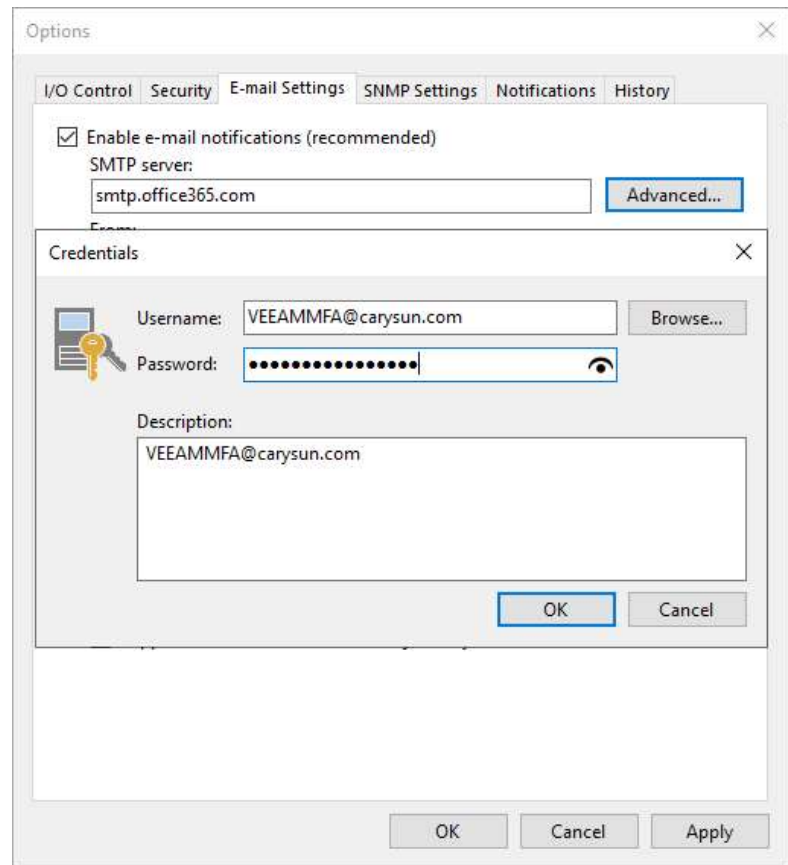 Options
I/O Control Security E-mail Settings SNMP Settings Notifications History
Enable e-mail notifications (recommended)
SMTP server:
smtp.office365.com Advanced...
From:
Credentials
Username: VEEAMMFA@carysun.com Browse...
Password: ●●●●●●●●●●●●●●●●
Description:
VEEAMMFA@carysun.com
OK Cancel
OK Cancel Apply